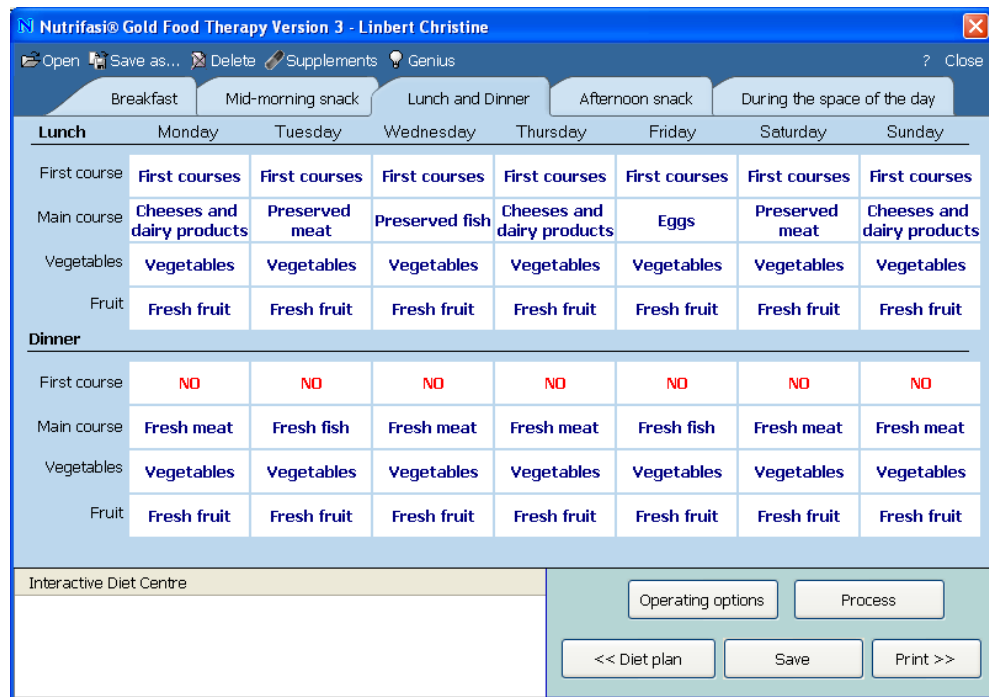 Nutrifasi® Gold Food Therapy Version 3 - Linbert Christine
Open Save as... Delete Supplements Genius ? Close
Breakfast Mid-morning snack Lunch and Dinner Afternoon snack During the space of the day
Lunch Monday Tuesday Wednesday Thursday Friday Saturday Sunday
First course First courses First courses First courses First courses First courses First courses First courses
Main course Cheeses and dairy products Preserved meat Preserved fish Cheeses and dairy products Eggs Preserved meat Cheeses and dairy products
Vegetables Vegetables Vegetables Vegetables Vegetables Vegetables Vegetables Vegetables
Fruit Fresh fruit Fresh fruit Fresh fruit Fresh fruit Fresh fruit Fresh fruit Fresh fruit
Dinner
First course NO NO NO NO NO NO NO
Main course Fresh meat Fresh fish Fresh meat Fresh meat Fresh fish Fresh meat Fresh meat
Vegetables Vegetables Vegetables Vegetables Vegetables Vegetables Vegetables Vegetables
Fruit Fresh fruit Fresh fruit Fresh fruit Fresh fruit Fresh fruit Fresh fruit Fresh fruit
Interactive Diet Centre
Operating options Process
<< Diet plan Save Print >>